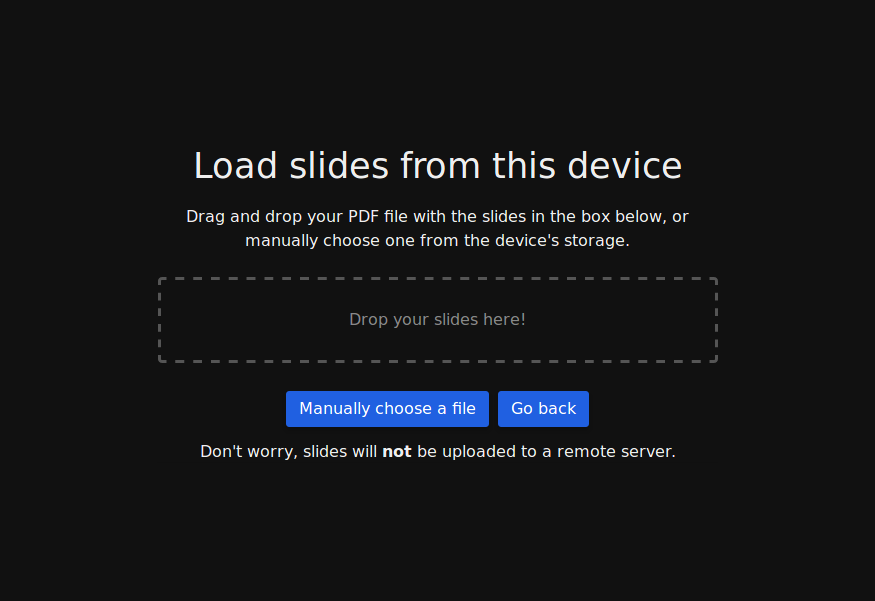 Load slides from this device
Drag and drop your PDF file with the slides in the box below, or
manually choose one from the device's storage.
Drop your slides here!
Manually choose a file
Go back
Don't worry, slides will not be uploaded to a remote server.